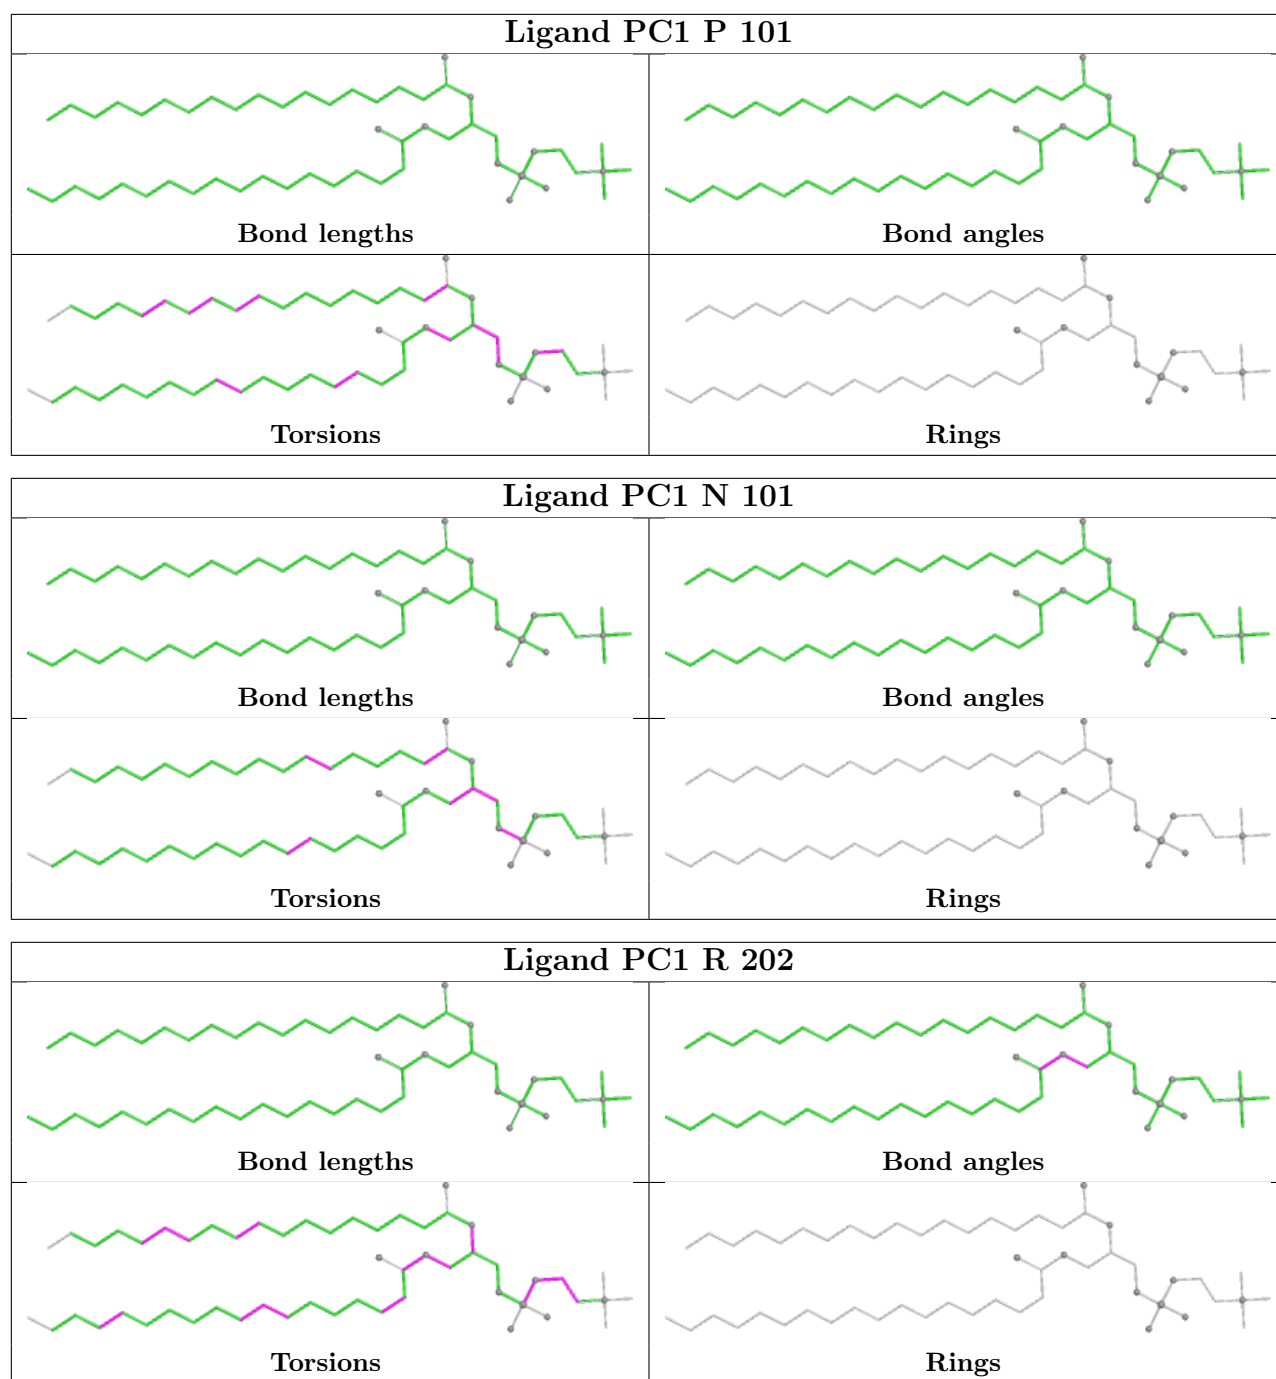 Ligand PC1 P 101
Bond lengths
Bond angles
Torsions
Rings
Ligand PC1 N 101
Bond lengths
Bond angles
Torsions
Rings
Ligand PC1 R 202
Bond lengths
Bond angles
Torsions
Rings